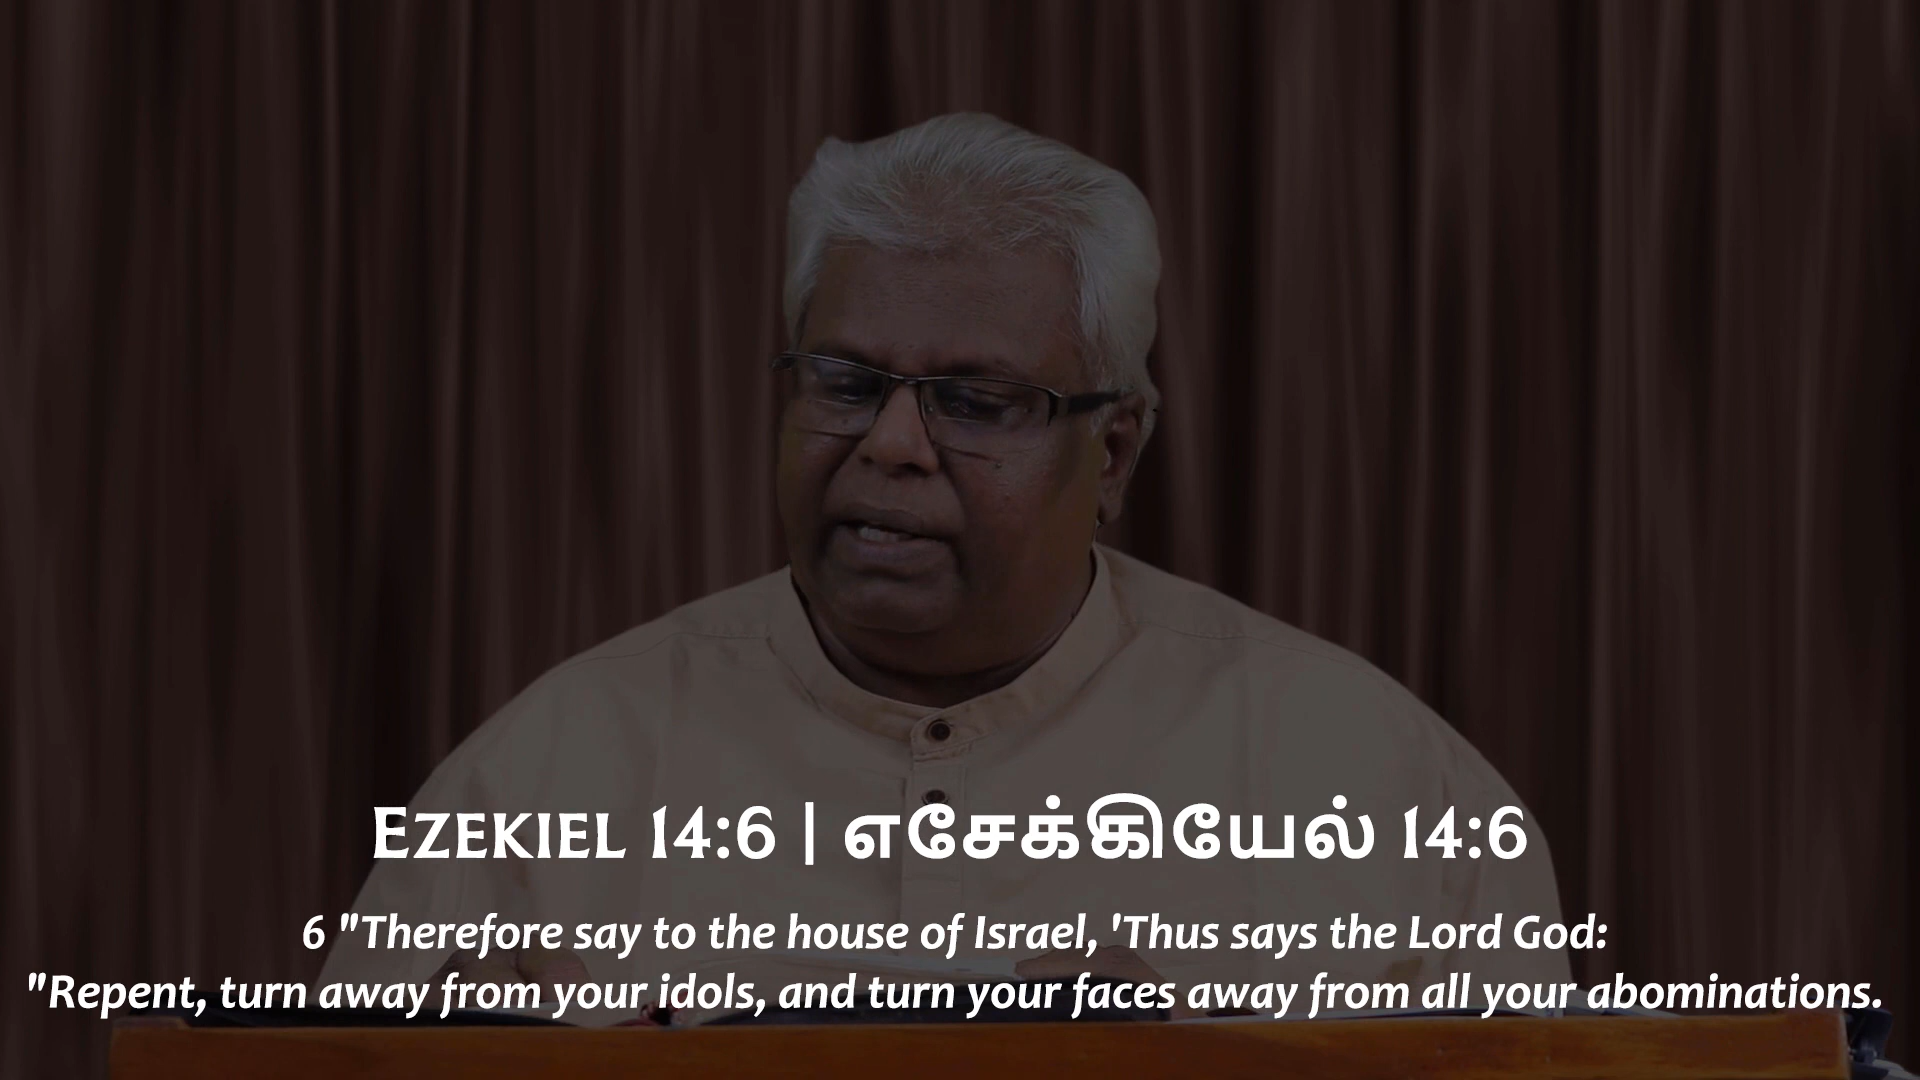 EZEKIEL 14:6 | எசேக்கியேல் 14:6
6 "Therefore say to the house of Israel, 'Thus says the Lord God:
"Repent, turn away from your idols, and turn your faces away from all your abominations.